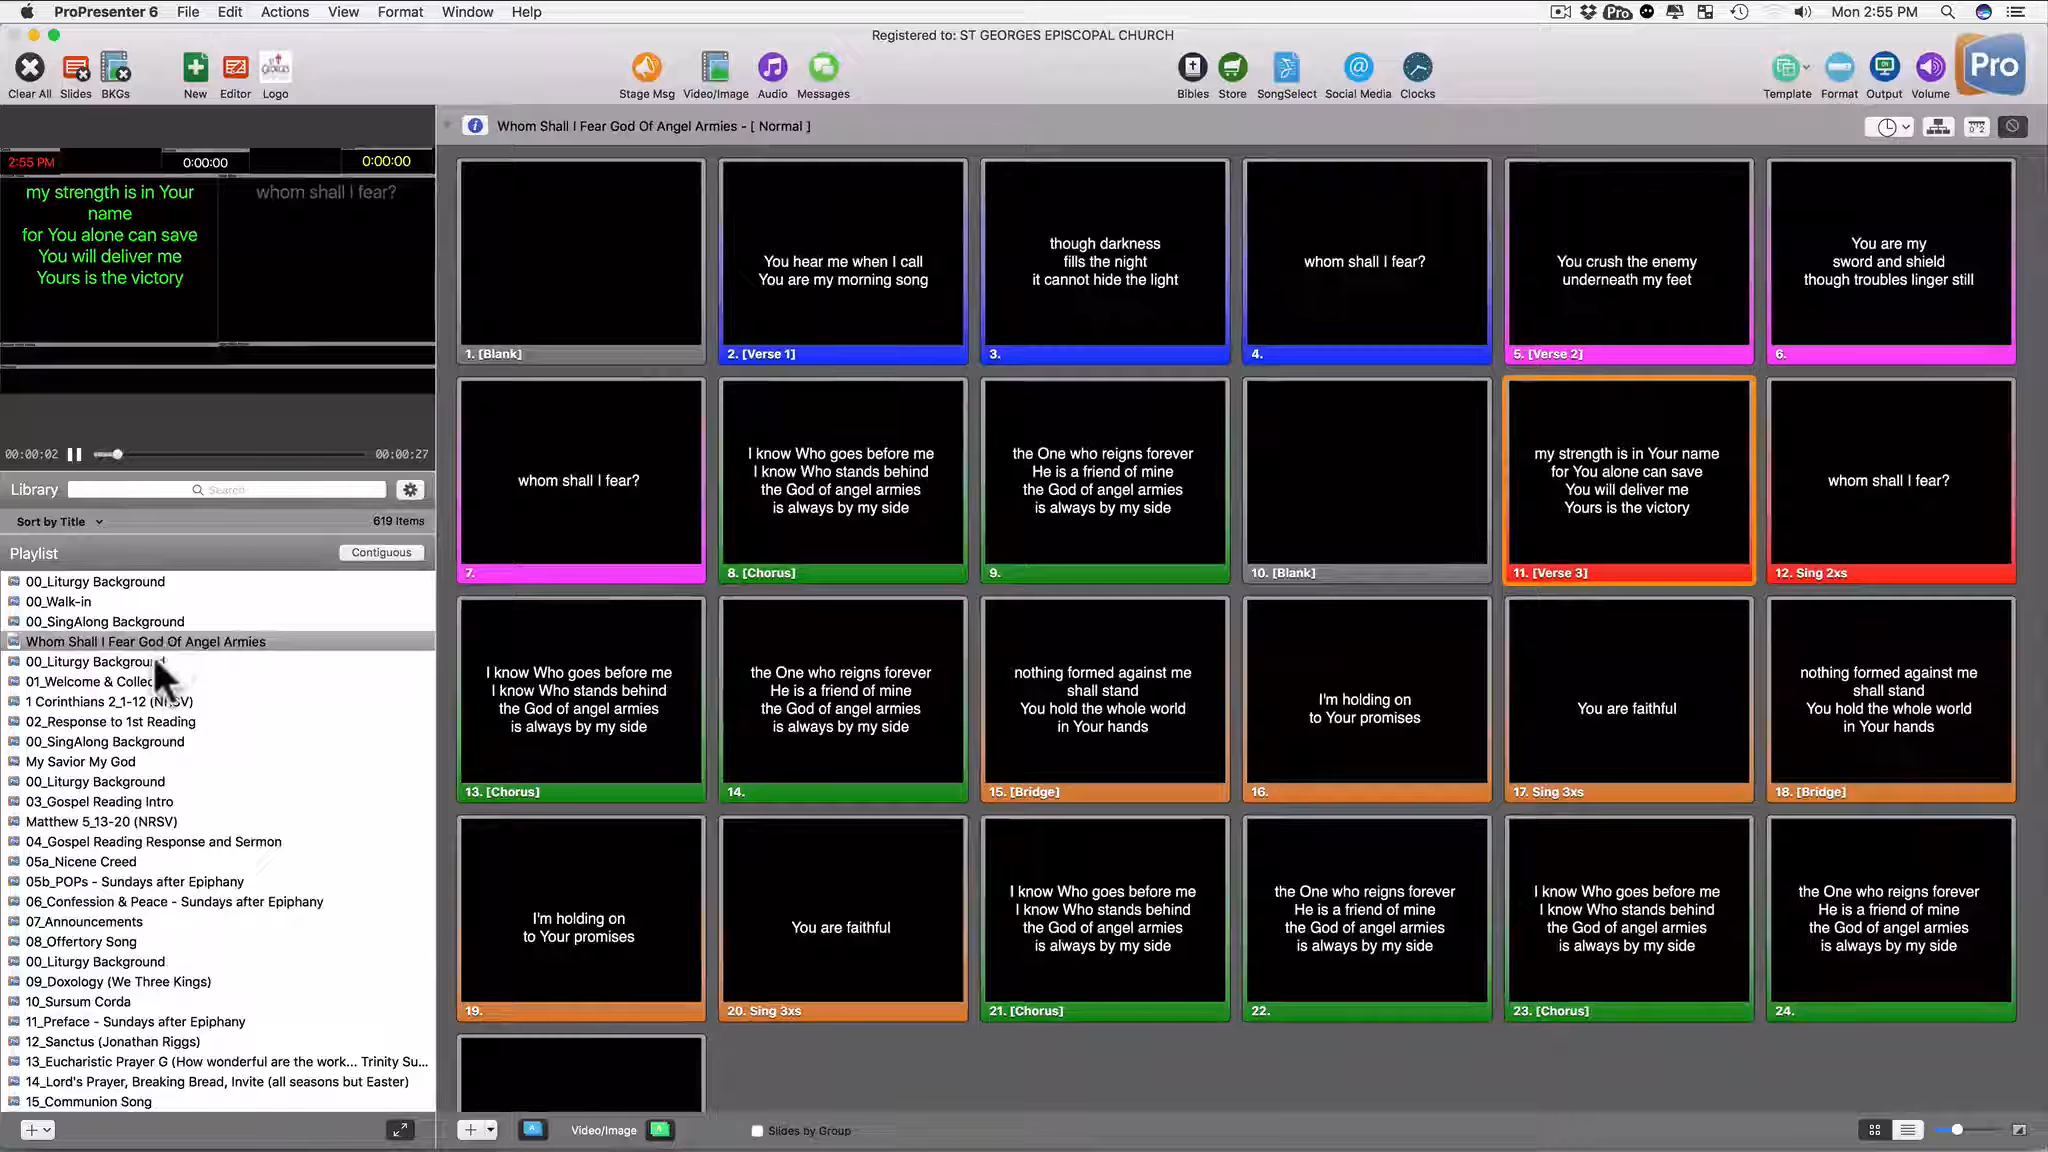 ProPresenter 6 File Edit Actions View Format Window Help
Pro
Mon 2:55 PM
Registered to: ST GEORGES EPISCOPAL CHURCH
Clear All Slides BKGs New Editor Logo
Stage Msg Video/Image Audio Messages
Bibles Store SongSelect Social Media Clocks
Template Format Output Volume
Pro
Whom Shall I Fear God Of Angel Armies - [ Normal ]
2:55 PM 0:00:00 0:00:00
my strength is in Your
name
for You alone can save
You will deliver me
Yours is the victory
whom shall I fear?
00:00:02 00:00:27
Library Search
Sort by Title 619 Items
Playlist Contiguous
00_Liturgy Background
00_Walk-in
00_SingAlong Background
Whom Shall I Fear God Of Angel Armies
00_Liturgy Background
01_Welcome & Collec
1 Corinthians 2_1-12 (NRSV)
02_Response to 1st Reading
00_SingAlong Background
My Savior My God
00_Liturgy Background
03_Gospel Reading Intro
Matthew 5_13-20 (NRSV)
04_Gospel Reading Response and Sermon
05a_Nicene Creed
05b_POPs - Sundays after Epiphany
06_Confession & Peace - Sundays after Epiphany
07_Announcements
08_Offertory Song
00_Liturgy Background
09_Doxology (We Three Kings)
10_Sursum Corda
11_Preface - Sundays after Epiphany
12_Sanctus (Jonathan Riggs)
13_Eucharistic Prayer G (How wonderful are the work... Trinity Su...
14_Lord's Prayer, Breaking Bread, Invite (all seasons but Easter)
15_Communion Song
1. [Blank]
You hear me when I call
You are my morning song
2. [Verse 1]
though darkness
fills the night
it cannot hide the light
3.
whom shall I fear?
4.
You crush the enemy
underneath my feet
5. [Verse 2]
You are my
sword and shield
though troubles linger still
6.
whom shall I fear?
7.
I know Who goes before me
I know Who stands behind
the God of angel armies
is always by my side
8. [Chorus]
the One who reigns forever
He is a friend of mine
the God of angel armies
is always by my side
9.
10. [Blank]
my strength is in Your name
for You alone can save
You will deliver me
Yours is the victory
11. [Verse 3]
whom shall I fear?
12. Sing 2xs
I know Who goes before me
I know Who stands behind
the God of angel armies
is always by my side
13. [Chorus]
the One who reigns forever
He is a friend of mine
the God of angel armies
is always by my side
14.
nothing formed against me
shall stand
You hold the whole world
in Your hands
15. [Bridge]
I'm holding on
to Your promises
16.
You are faithful
17. Sing 3xs
nothing formed against me
shall stand
You hold the whole world
in Your hands
18. [Bridge]
I'm holding on
to Your promises
19.
You are faithful
20. Sing 3xs
I know Who goes before me
I know Who stands behind
the God of angel armies
is always by my side
21. [Chorus]
the One who reigns forever
He is a friend of mine
the God of angel armies
is always by my side
22.
I know Who goes before me
I know Who stands behind
the God of angel armies
is always by my side
23. [Chorus]
the One who reigns forever
He is a friend of mine
the God of angel armies
is always by my side
24.
Video/Image Slides by Group